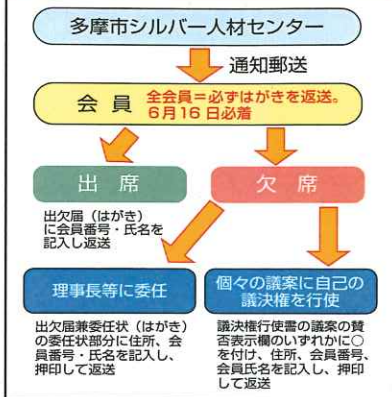 多摩市シルバー人材センター
通知郵送
会 員
全会員＝必ずはがきを返送。
6月16日必着
出 席
欠 席
出欠届（はがき）
に会員番号・氏名を
記入し返送
理事長等に委任
個々の議案に自己の
議決権を行使
出欠届兼委任状（はがき）
の委任状部分に住所、会
員番号・氏名を記入し、
押印して返送
議決権行使書の議案の賛
否表示欄のいずれかに○
を付け、住所、会員番号、
会員氏名を記入し、押印
して返送